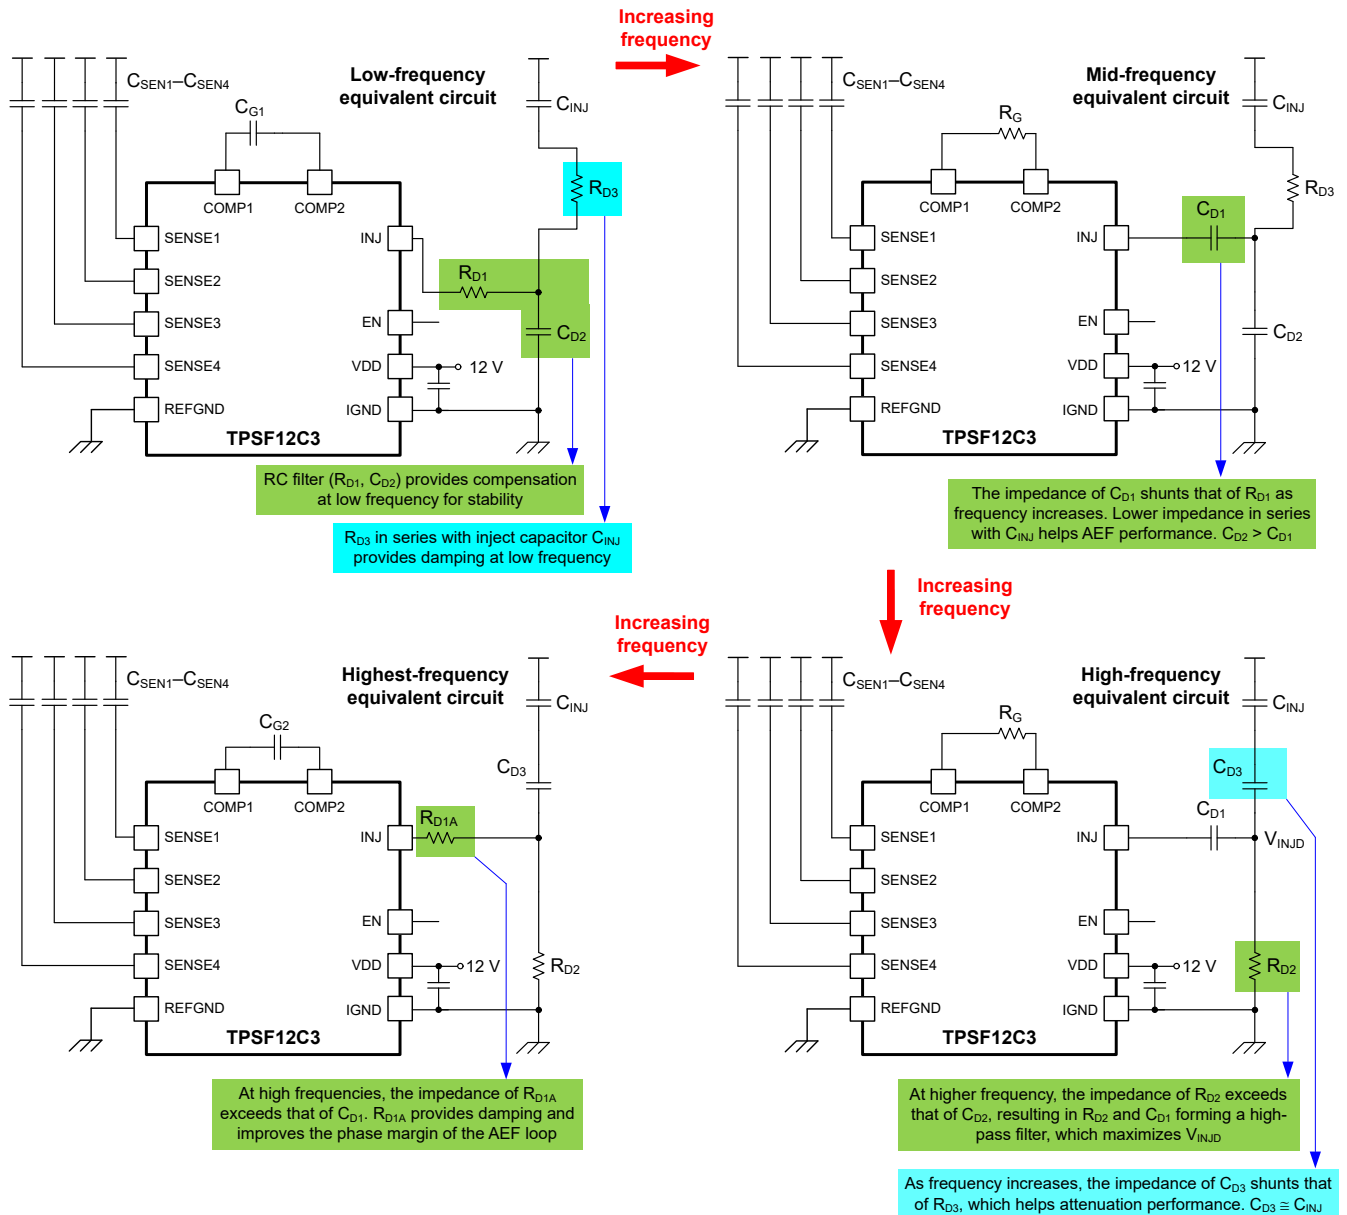 Increasing
frequency
Low-frequency
equivalent circuit
CSEN1–CSEN4
CG1
CINJ
RD3
COMP1
COMP2
SENSE1
SENSE2
SENSE3
SENSE4
REFGND
INJ
EN
VDD
IGND
RD1
CD2
12 V
TPSF12C3
RC filter (RD1, CD2) provides compensation
at low frequency for stability
RD3 in series with inject capacitor CINJ
provides damping at low frequency
Mid-frequency
equivalent circuit
CSEN1–CSEN4
RG
CINJ
RD3
COMP1
COMP2
SENSE1
SENSE2
SENSE3
SENSE4
REFGND
INJ
EN
VDD
IGND
CD1
CD2
12 V
TPSF12C3
The impedance of CD1 shunts that of RD1 as
frequency increases. Lower impedance in series
with CINJ helps AEF performance. CD2 > CD1
Increasing
frequency
Increasing
frequency
High-frequency
equivalent circuit
CSEN1–CSEN4
RG
CINJ
CD3
CD1
VINJD
COMP1
COMP2
SENSE1
SENSE2
SENSE3
SENSE4
REFGND
INJ
EN
VDD
IGND
RD2
12 V
TPSF12C3
At higher frequency, the impedance of RD2 exceeds
that of CD2, resulting in RD2 and CD1 forming a high-
pass filter, which maximizes VINJD
As frequency increases, the impedance of CD3 shunts that
of RD3, which helps attenuation performance. CD3 ≅ CINJ
Highest-frequency
equivalent circuit
CSEN1–CSEN4
CG2
CINJ
CD3
COMP1
COMP2
SENSE1
SENSE2
SENSE3
SENSE4
REFGND
INJ
EN
VDD
IGND
RD1A
RD2
12 V
TPSF12C3
At high frequencies, the impedance of RD1A
exceeds that of CD1. RD1A provides damping and
improves the phase margin of the AEF loop